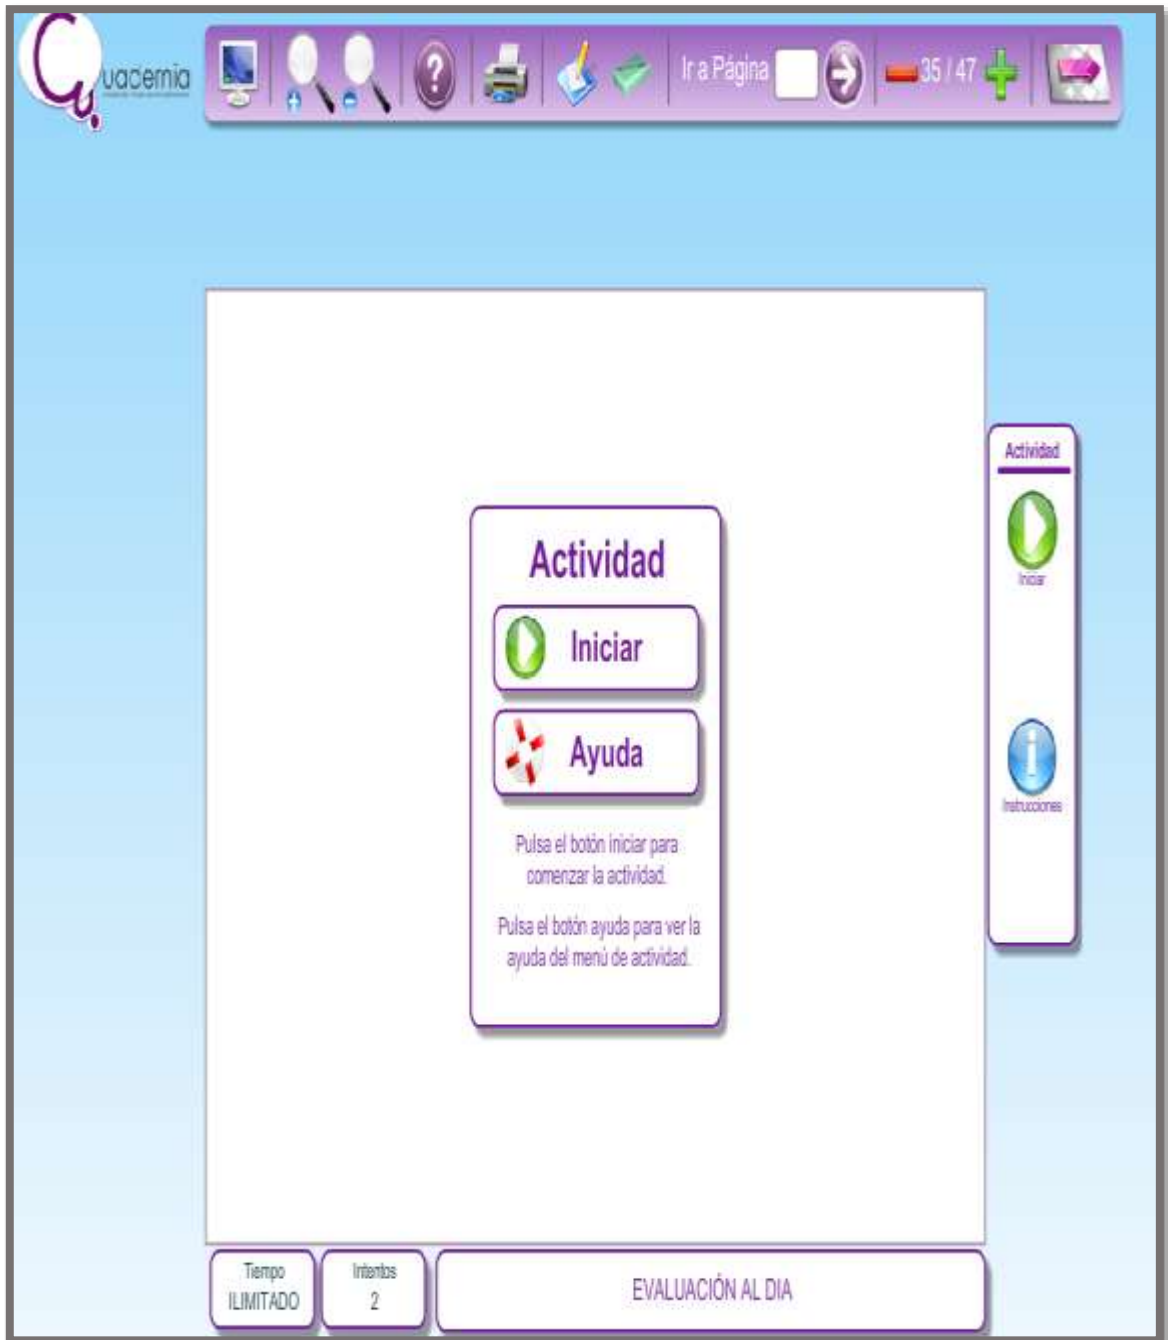 Quacernia
Ir a Página
35 / 47
Actividad
Iniciar
Instrucciones
Actividad
Iniciar
Ayuda
Pulsa el botón iniciar para
comenzar la actividad.
Pulsa el botón ayuda para ver la
ayuda del menú de actividad.
Tiempo
ILIMITADO
Intentos
2
EVALUACIÓN AL DIA